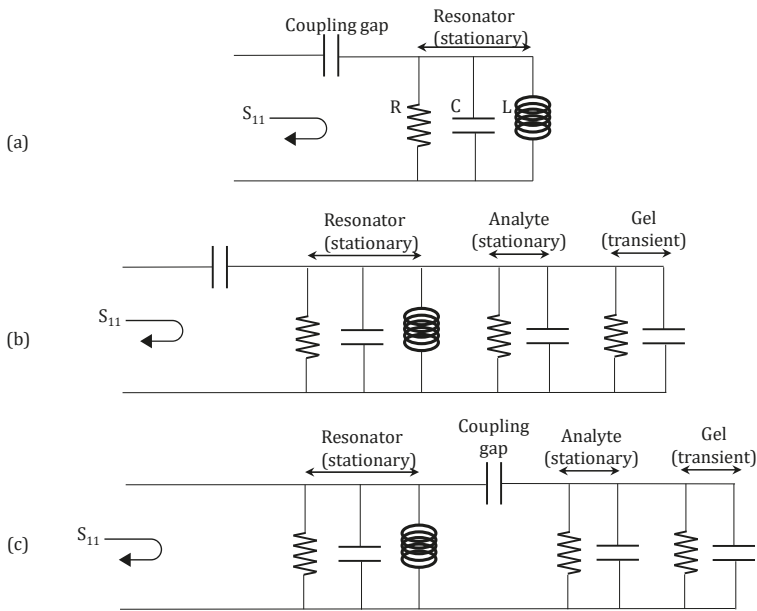 Coupling gap
Resonator
(stationary)
S11
R
C
L
(a)
Resonator
(stationary)
Analyte
(stationary)
Gel
(transient)
S11
(b)
Resonator
(stationary)
Coupling
gap
Analyte
(stationary)
Gel
(transient)
S11
(c)